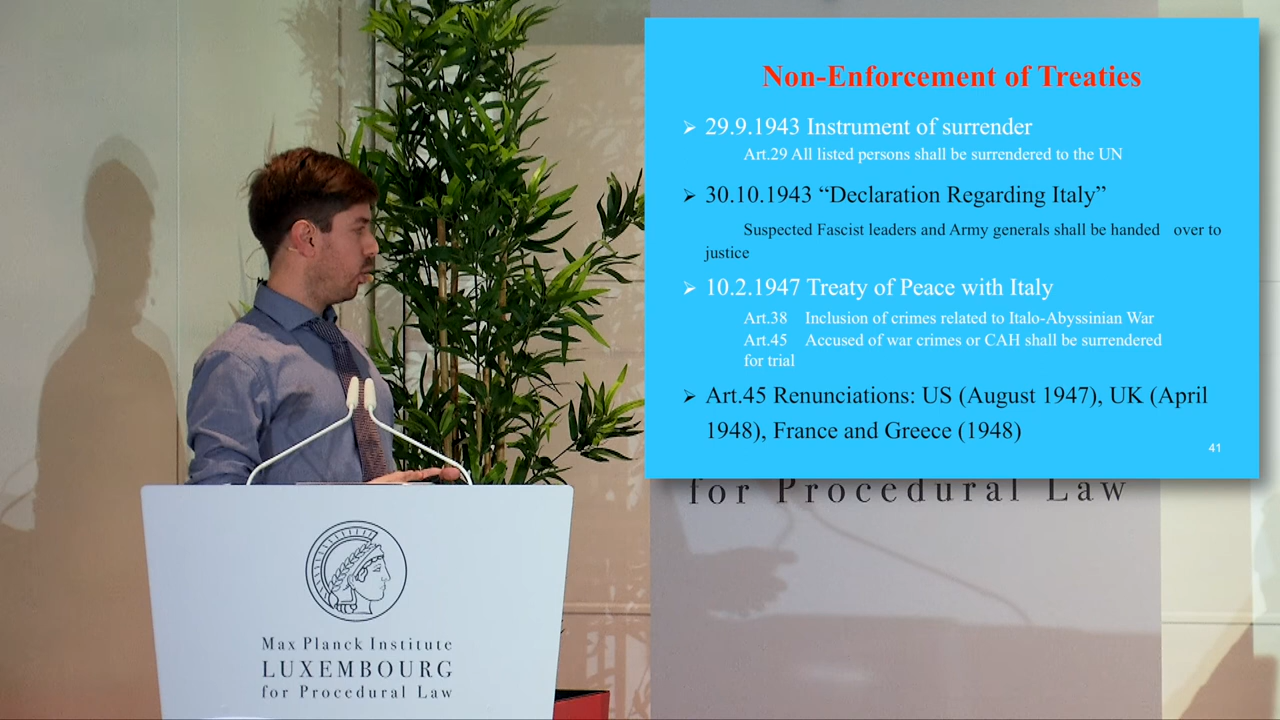 Non-Enforcement of Treaties
➢ 29.9.1943 Instrument of surrender
Art.29 All listed persons shall be surrendered to the UN
➢ 30.10.1943 “Declaration Regarding Italy”
Suspected Fascist leaders and Army generals shall be handed over to
justice
➢ 10.2.1947 Treaty of Peace with Italy
Art.38 Inclusion of crimes related to Italo-Abyssinian War
Art.45 Accused of war crimes or CAH shall be surrendered
for trial
➢ Art.45 Renunciations: US (August 1947), UK (April
1948), France and Greece (1948)
41
for Procedural Law
Max Planck Institute
LUXEMBOURG
for Procedural Law